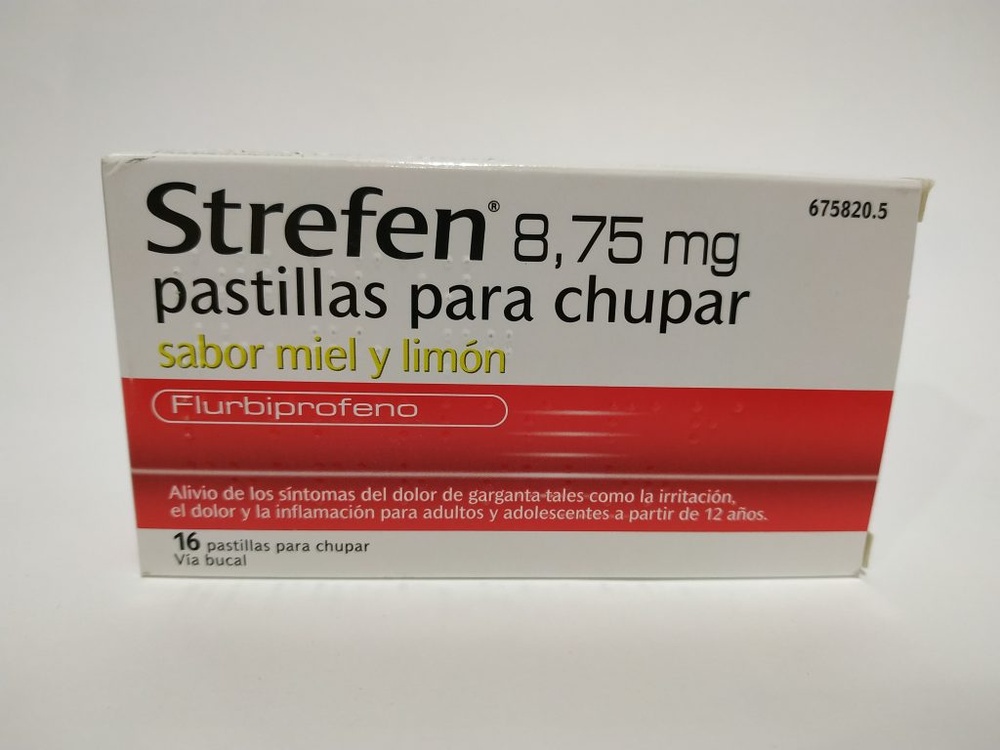 Strefen® 8,75 mg
675820.5
pastillas para chupar
sabor miel y limón
Flurbiprofeno
Alivio de los síntomas del dolor de garganta tales como la irritación,
el dolor y la inflamación para adultos y adolescentes a partir de 12 años.
16 pastillas para chupar
Vía bucal